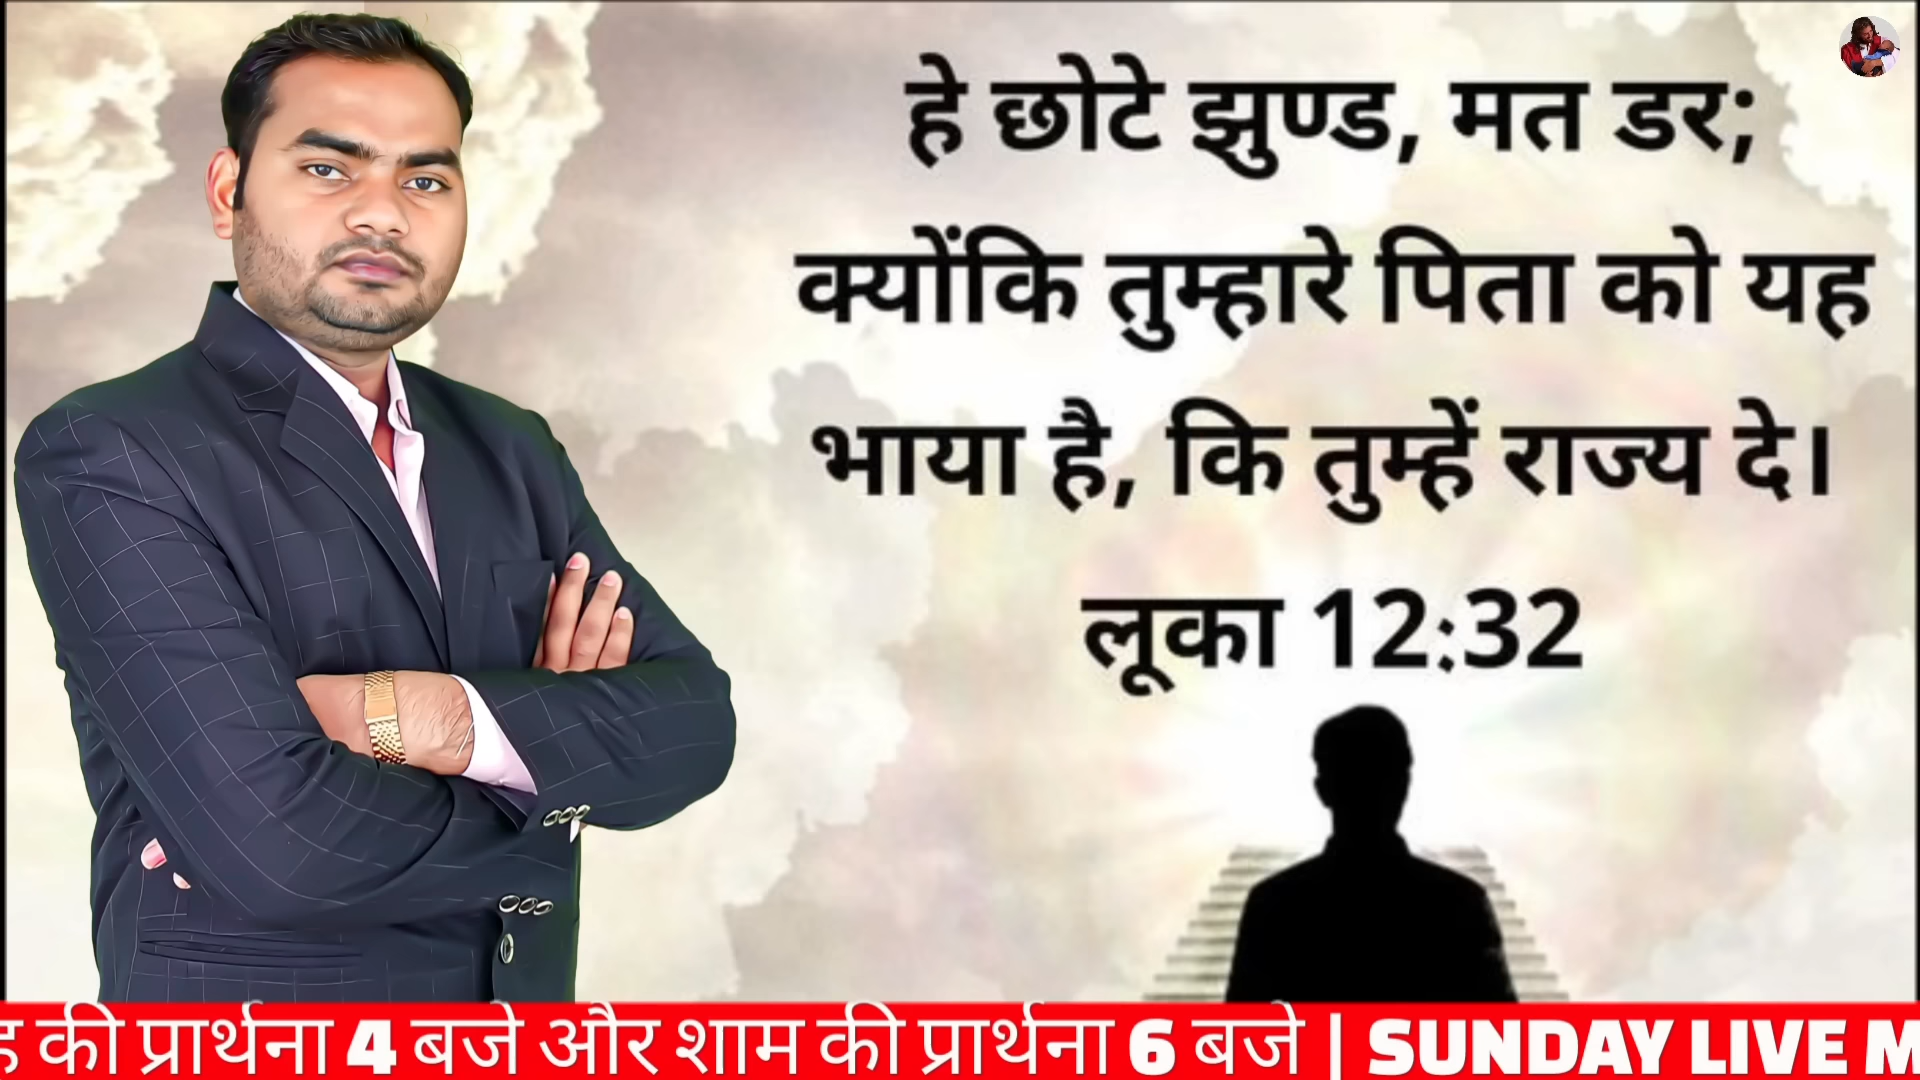 हे छोटे झुण्ड, मत डर;
क्योंकि तुम्हारे पिता को यह
भाया है, कि तुम्हें राज्य दे।
लूका 12:32
की प्रार्थना 4 बजे और शाम की प्रार्थना 6 बजे | SUNDAY LIVE